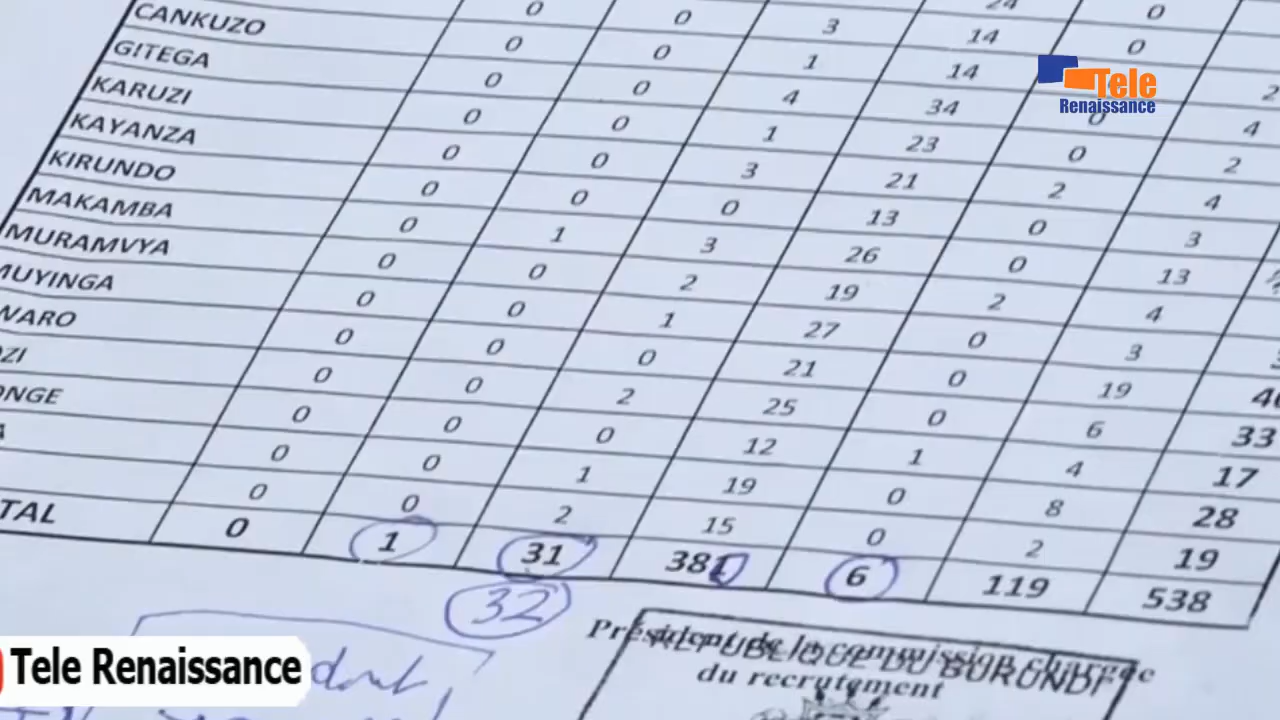 24 0
0 0 3 14 0
CANKUZO 0 0 1 14 2
GITEGA 0 0 4 34 0 4
KARUZI 0 0 1 23 0 2
KAYANZA 0 0 3 21 2 4
KIRUNDO 0 0 0 13 0 3
MAKAMBA 0 1 3 26 0 13
MURAMVYA 0 0 2 19 2 4
MUYINGA 0 0 1 27 0 3
WARO 0 0 0 21 0 19
OZI 0 0 2 25 0 6 33
ONGE 0 0 0 12 1 4 17
A 0 0 1 19 0 8 28
0 0 2 15 0 2 19
TAL 0 1 31 381 6 119 538
32
Président de la commission chargée
du recrutement
REPUBLIQUE DU BURUNDI
Tele
Renaissance
Tele Renaissance